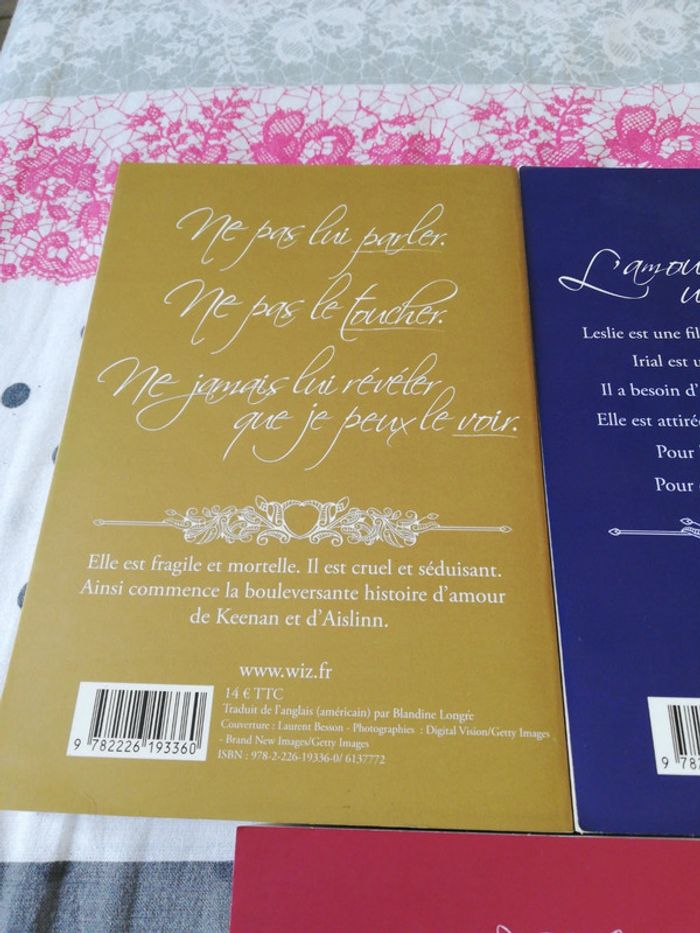 Ne pas lui parler.
Ne pas le toucher.
Ne jamais lui révéler
que je peux le voir.
Elle est fragile et mortelle. Il est cruel et séduisant.
Ainsi commence la bouleversante histoire d'amour
de Keenan et d'Aislinn.
www.wiz.fr
14 € TTC
Traduit de l'anglais (américain) par Blandine Longre
Couverture : Laurent Besson - Photographies : Digital Vision/Getty Images
- Brand New Images/Getty Images
ISBN : 978-2-226-19336-0/ 6137772
9 782226 193360
L'amou
Leslie est une fil
Irial est u
Il a besoin d'
Elle est attirée
Pour
Pour
9 782